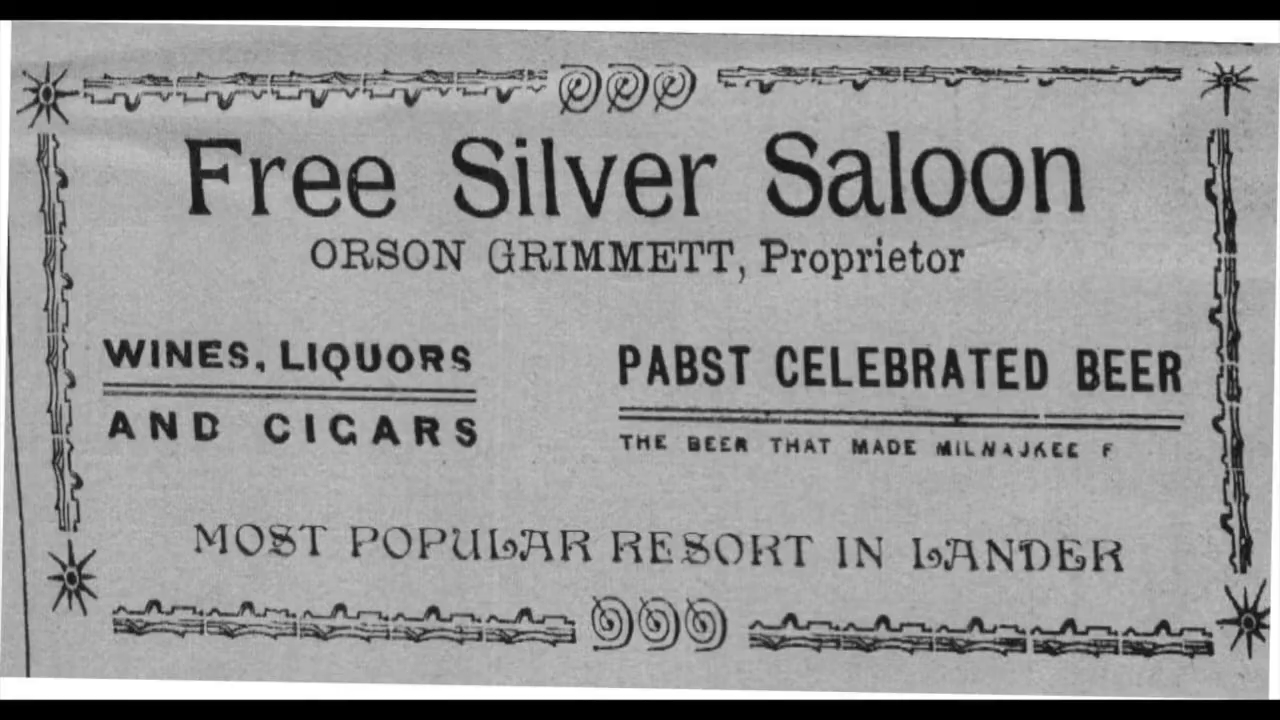 Free Silver Saloon
ORSON GRIMMETT, Proprietor
WINES, LIQUORS
AND CIGARS
PABST CELEBRATED BEER
THE BEER THAT MADE MILWAUKEE F
MOST POPULAR RESORT IN LANDER